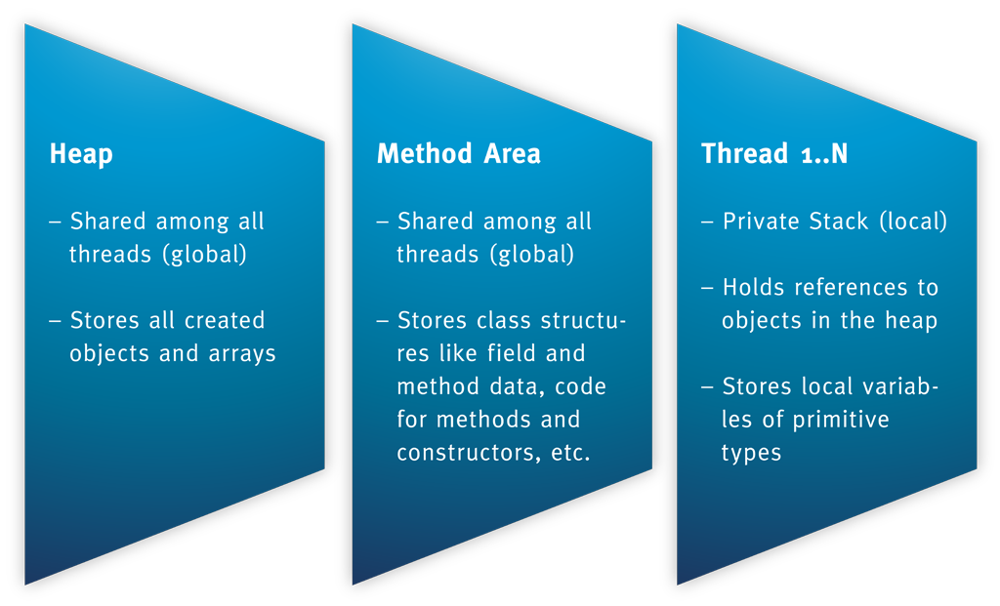 Heap
– Shared among all
threads (global)
– Stores all created
objects and arrays
Method Area
– Shared among all
threads (global)
– Stores class structu-
res like field and
method data, code
for methods and
constructors, etc.
Thread 1..N
– Private Stack (local)
– Holds references to
objects in the heap
– Stores local variab-
les of primitive
types